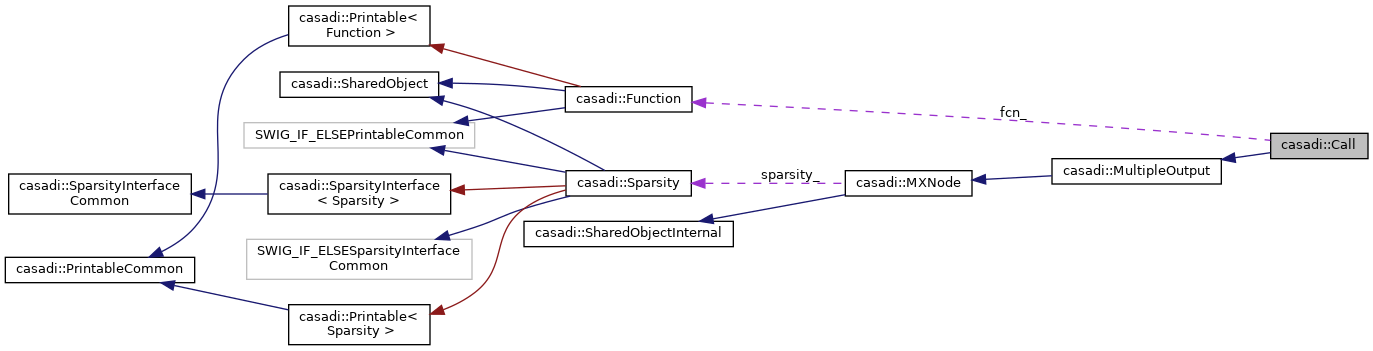 casadi::Printable<
Function >
casadi::SharedObject
casadi::Function
SWIG_IF_ELSEPrintableCommon
fcn_
casadi::Call
casadi::MultipleOutput
sparsity_
casadi::SparsityInterface
Common
casadi::SparsityInterface
< Sparsity >
casadi::Sparsity
casadi::MXNode
casadi::SharedObjectInternal
SWIG_IF_ELSESparsityInterface
Common
casadi::PrintableCommon
casadi::Printable<
Sparsity >